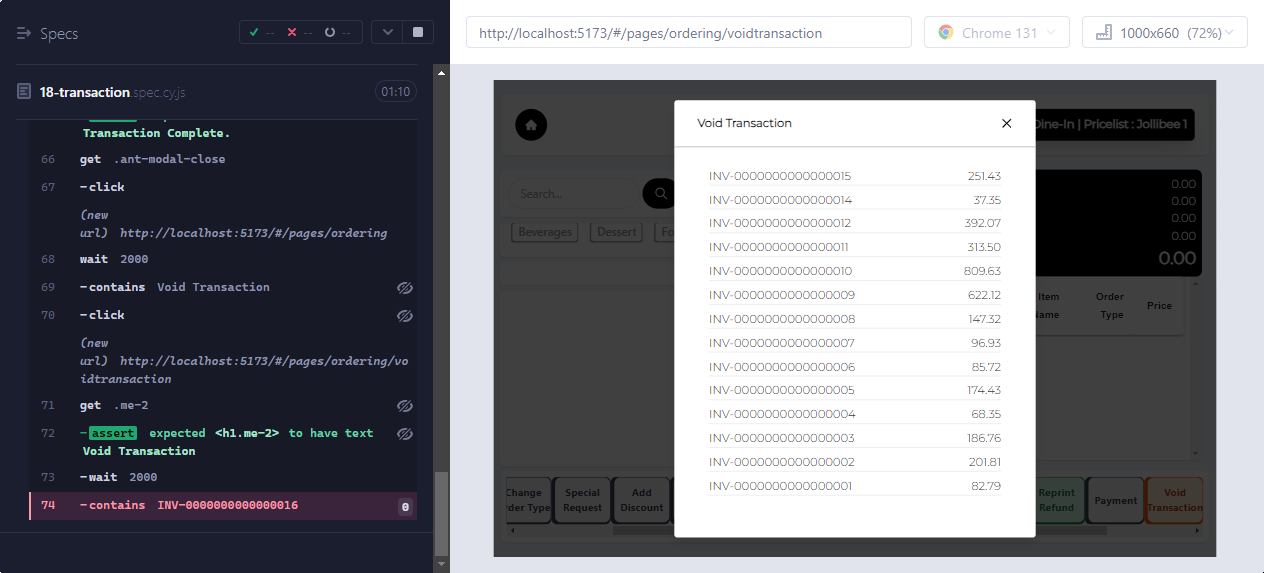 Specs
-- -- --
18-transaction.spec.cy.js
01:10
Transaction Complete.
66 get .ant-modal-close
67 -click
(new
url) http://localhost:5173/#/pages/ordering
68 wait 2000
69 -contains Void Transaction
70 -click
(new
url) http://localhost:5173/#/pages/ordering/vo
idtransaction
71 get .me-2
72 -assert expected <h1.me-2> to have text
Void Transaction
73 -wait 2000
74 -contains INV-0000000000000016 0
http://localhost:5173/#/pages/ordering/voidtransaction
Chrome 131
1000x660 (72%)
Dine-In | Pricelist : Jollibee 1
Search...
Beverages Dessert Fo
0.00
0.00
0.00
0.00
0.00
Item
Name
Order
Type
Price
Void Transaction
INV-0000000000000015 251.43
INV-0000000000000014 37.35
INV-0000000000000012 392.07
INV-0000000000000011 313.50
INV-0000000000000010 809.63
INV-0000000000000009 622.12
INV-0000000000000008 147.32
INV-0000000000000007 96.93
INV-0000000000000006 85.72
INV-0000000000000005 174.43
INV-0000000000000004 68.35
INV-0000000000000003 186.76
INV-0000000000000002 201.81
INV-0000000000000001 82.79
Change
der Type
Special
Request
Add
Discount
Reprint
Refund
Payment
Void
Transaction